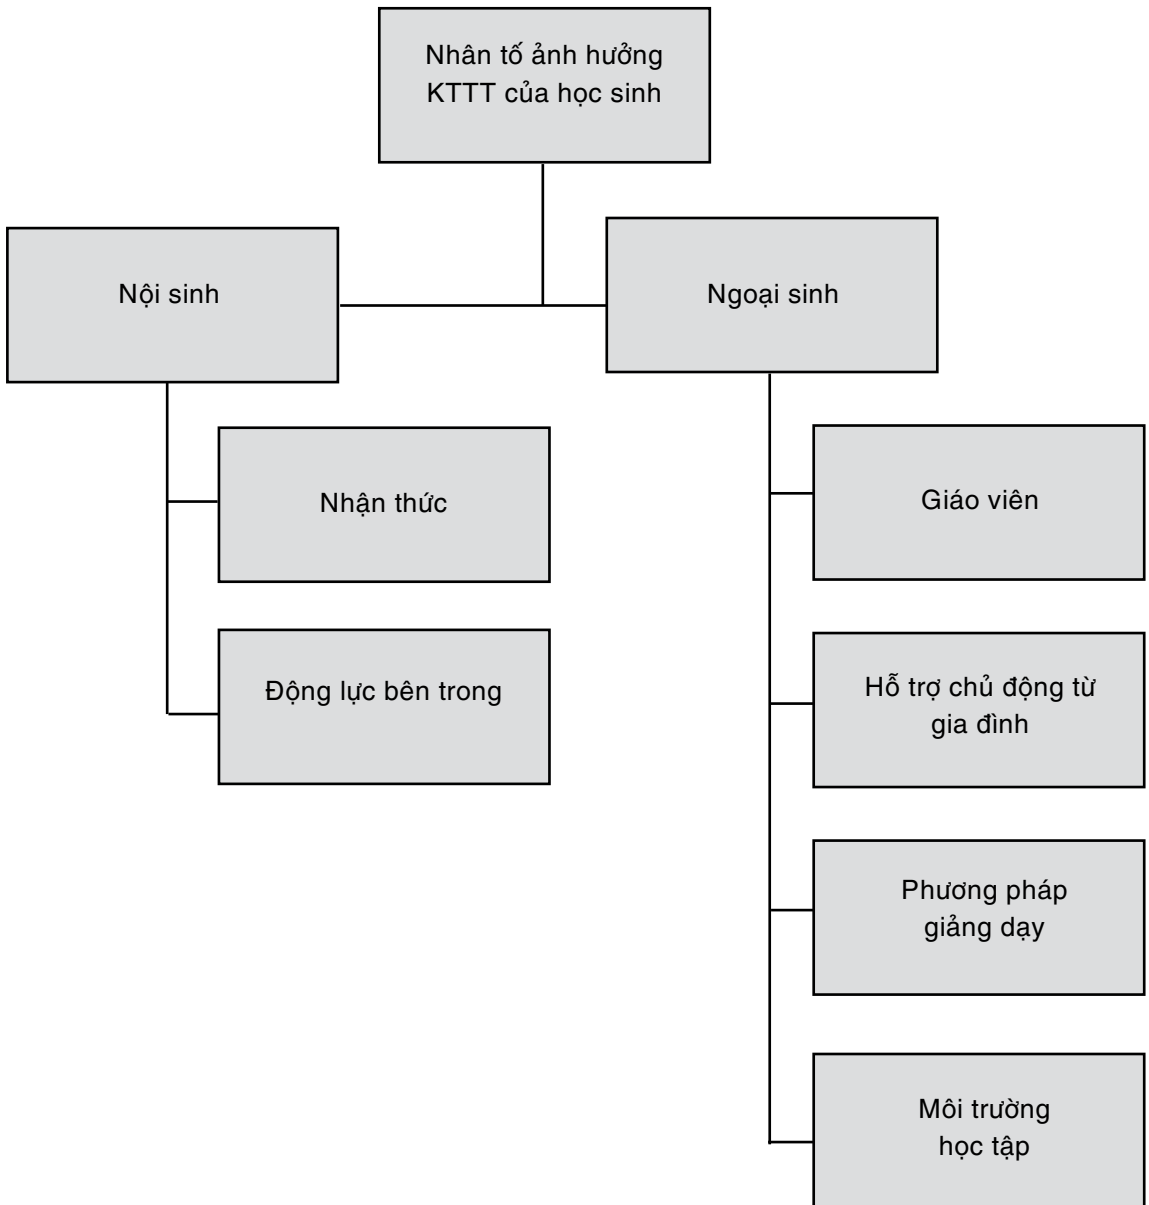 Nhân tố ảnh hưởng
KTTT của học sinh
Nội sinh
Ngoại sinh
Nhận thức
Động lực bên trong
Giáo viên
Hỗ trợ chủ động từ
gia đình
Phương pháp
giảng dạy
Môi trường
học tập